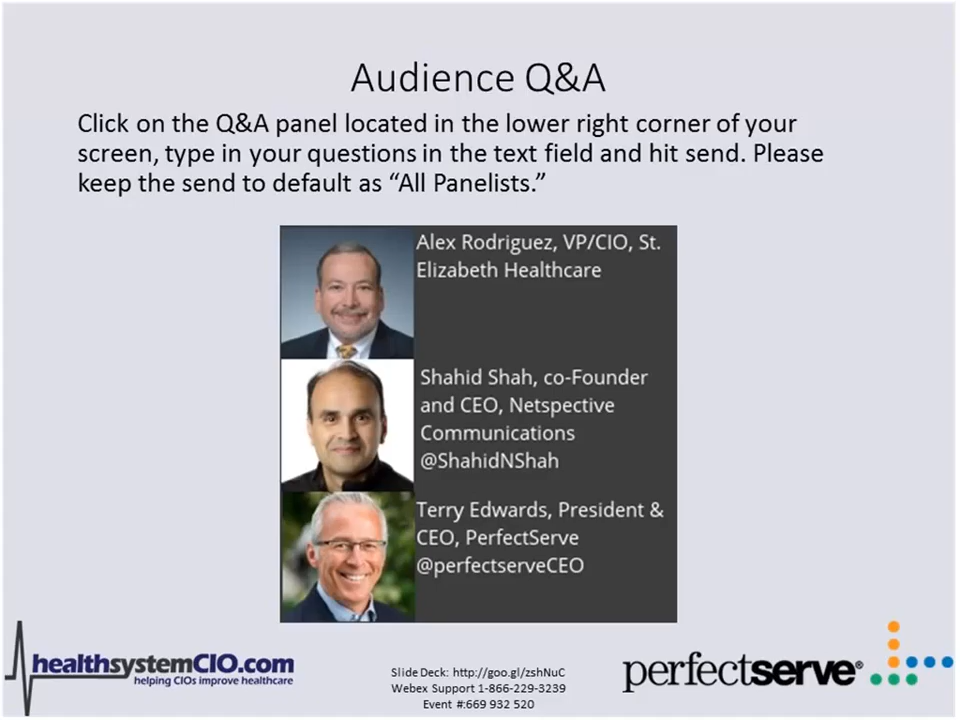 Audience Q&A
Click on the Q&A panel located in the lower right corner of your
screen, type in your questions in the text field and hit send. Please
keep the send to default as “All Panelists.”
Alex Rodriguez, VP/CIO, St.
Elizabeth Healthcare
Shahid Shah, co-Founder
and CEO, Netspective
Communications
@ShahidNShah
Terry Edwards, President &
CEO, PerfectServe
@perfectserveCEO
healthsystemCIO.com
helping CIOs improve healthcare
Slide Deck: http://goo.gl/zshNuC
Webex Support 1-866-229-3239
Event #:669 932 520
perfectserve®